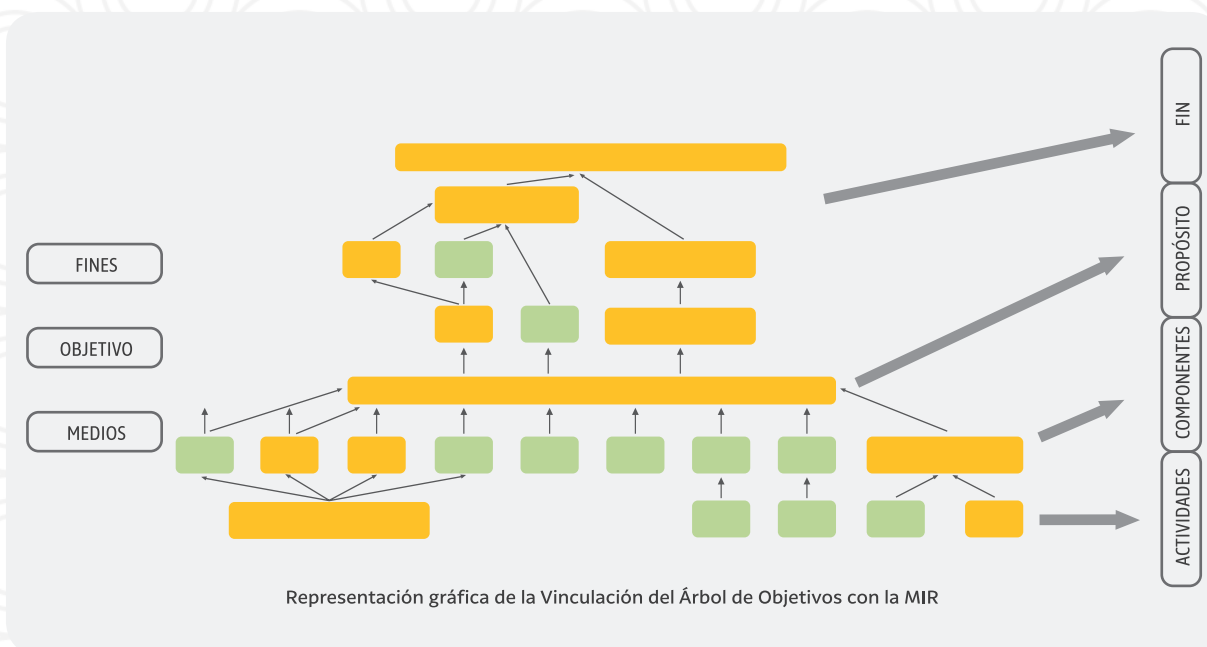 FINES
OBJETIVO
MEDIOS
FIN
PROPÓSITO
COMPONENTES
ACTIVIDADES
Representación gráfica de la Vinculación del Árbol de Objetivos con la MIR